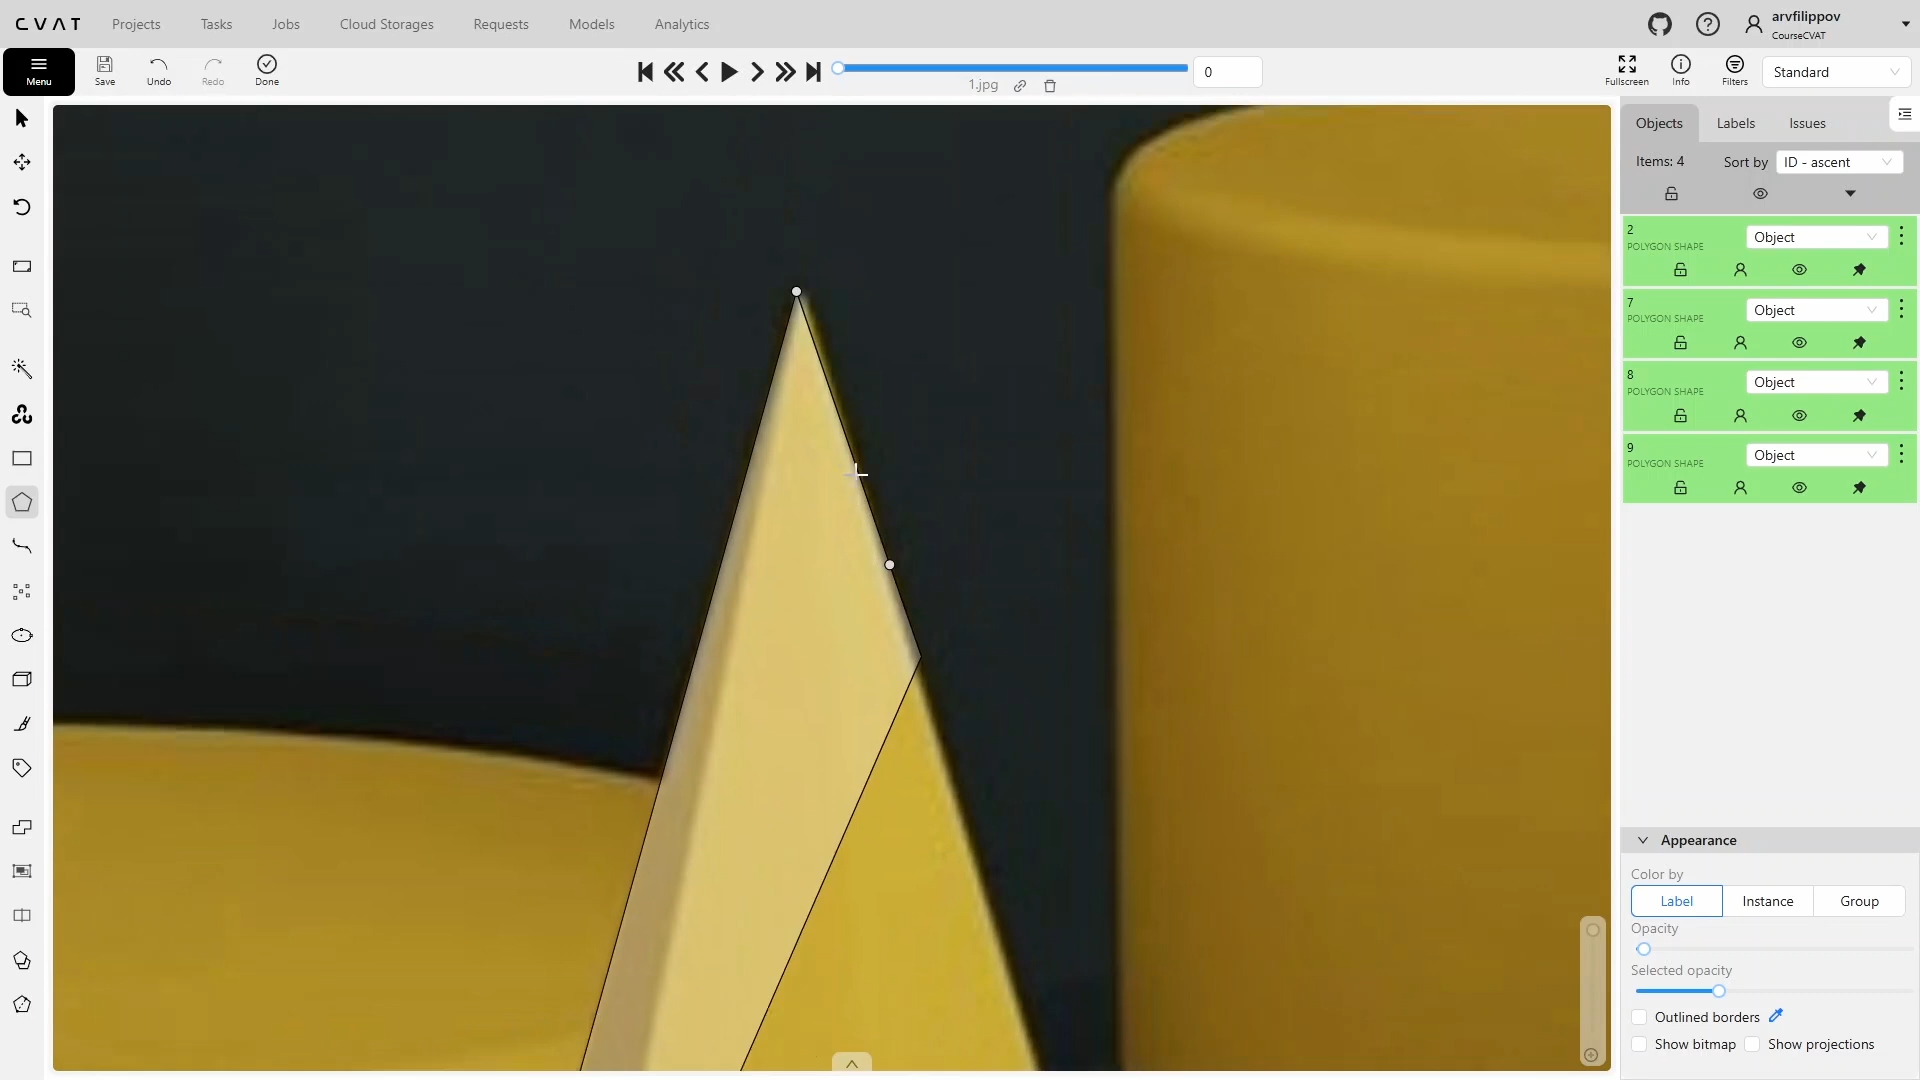 CVAT Projects Tasks Jobs Cloud Storages Requests Models Analytics arvfilippov
CourseCVAT
Menu Save Undo Redo Done 0 Fullscreen Info Filters Standard
1.jpg
Objects Labels Issues
Items: 4 Sort by ID - ascent
2 Object
POLYGON SHAPE
7 Object
POLYGON SHAPE
8 Object
POLYGON SHAPE
9 Object
POLYGON SHAPE
Appearance
Color by
Label Instance Group
Opacity
Selected opacity
Outlined borders
Show bitmap Show projections